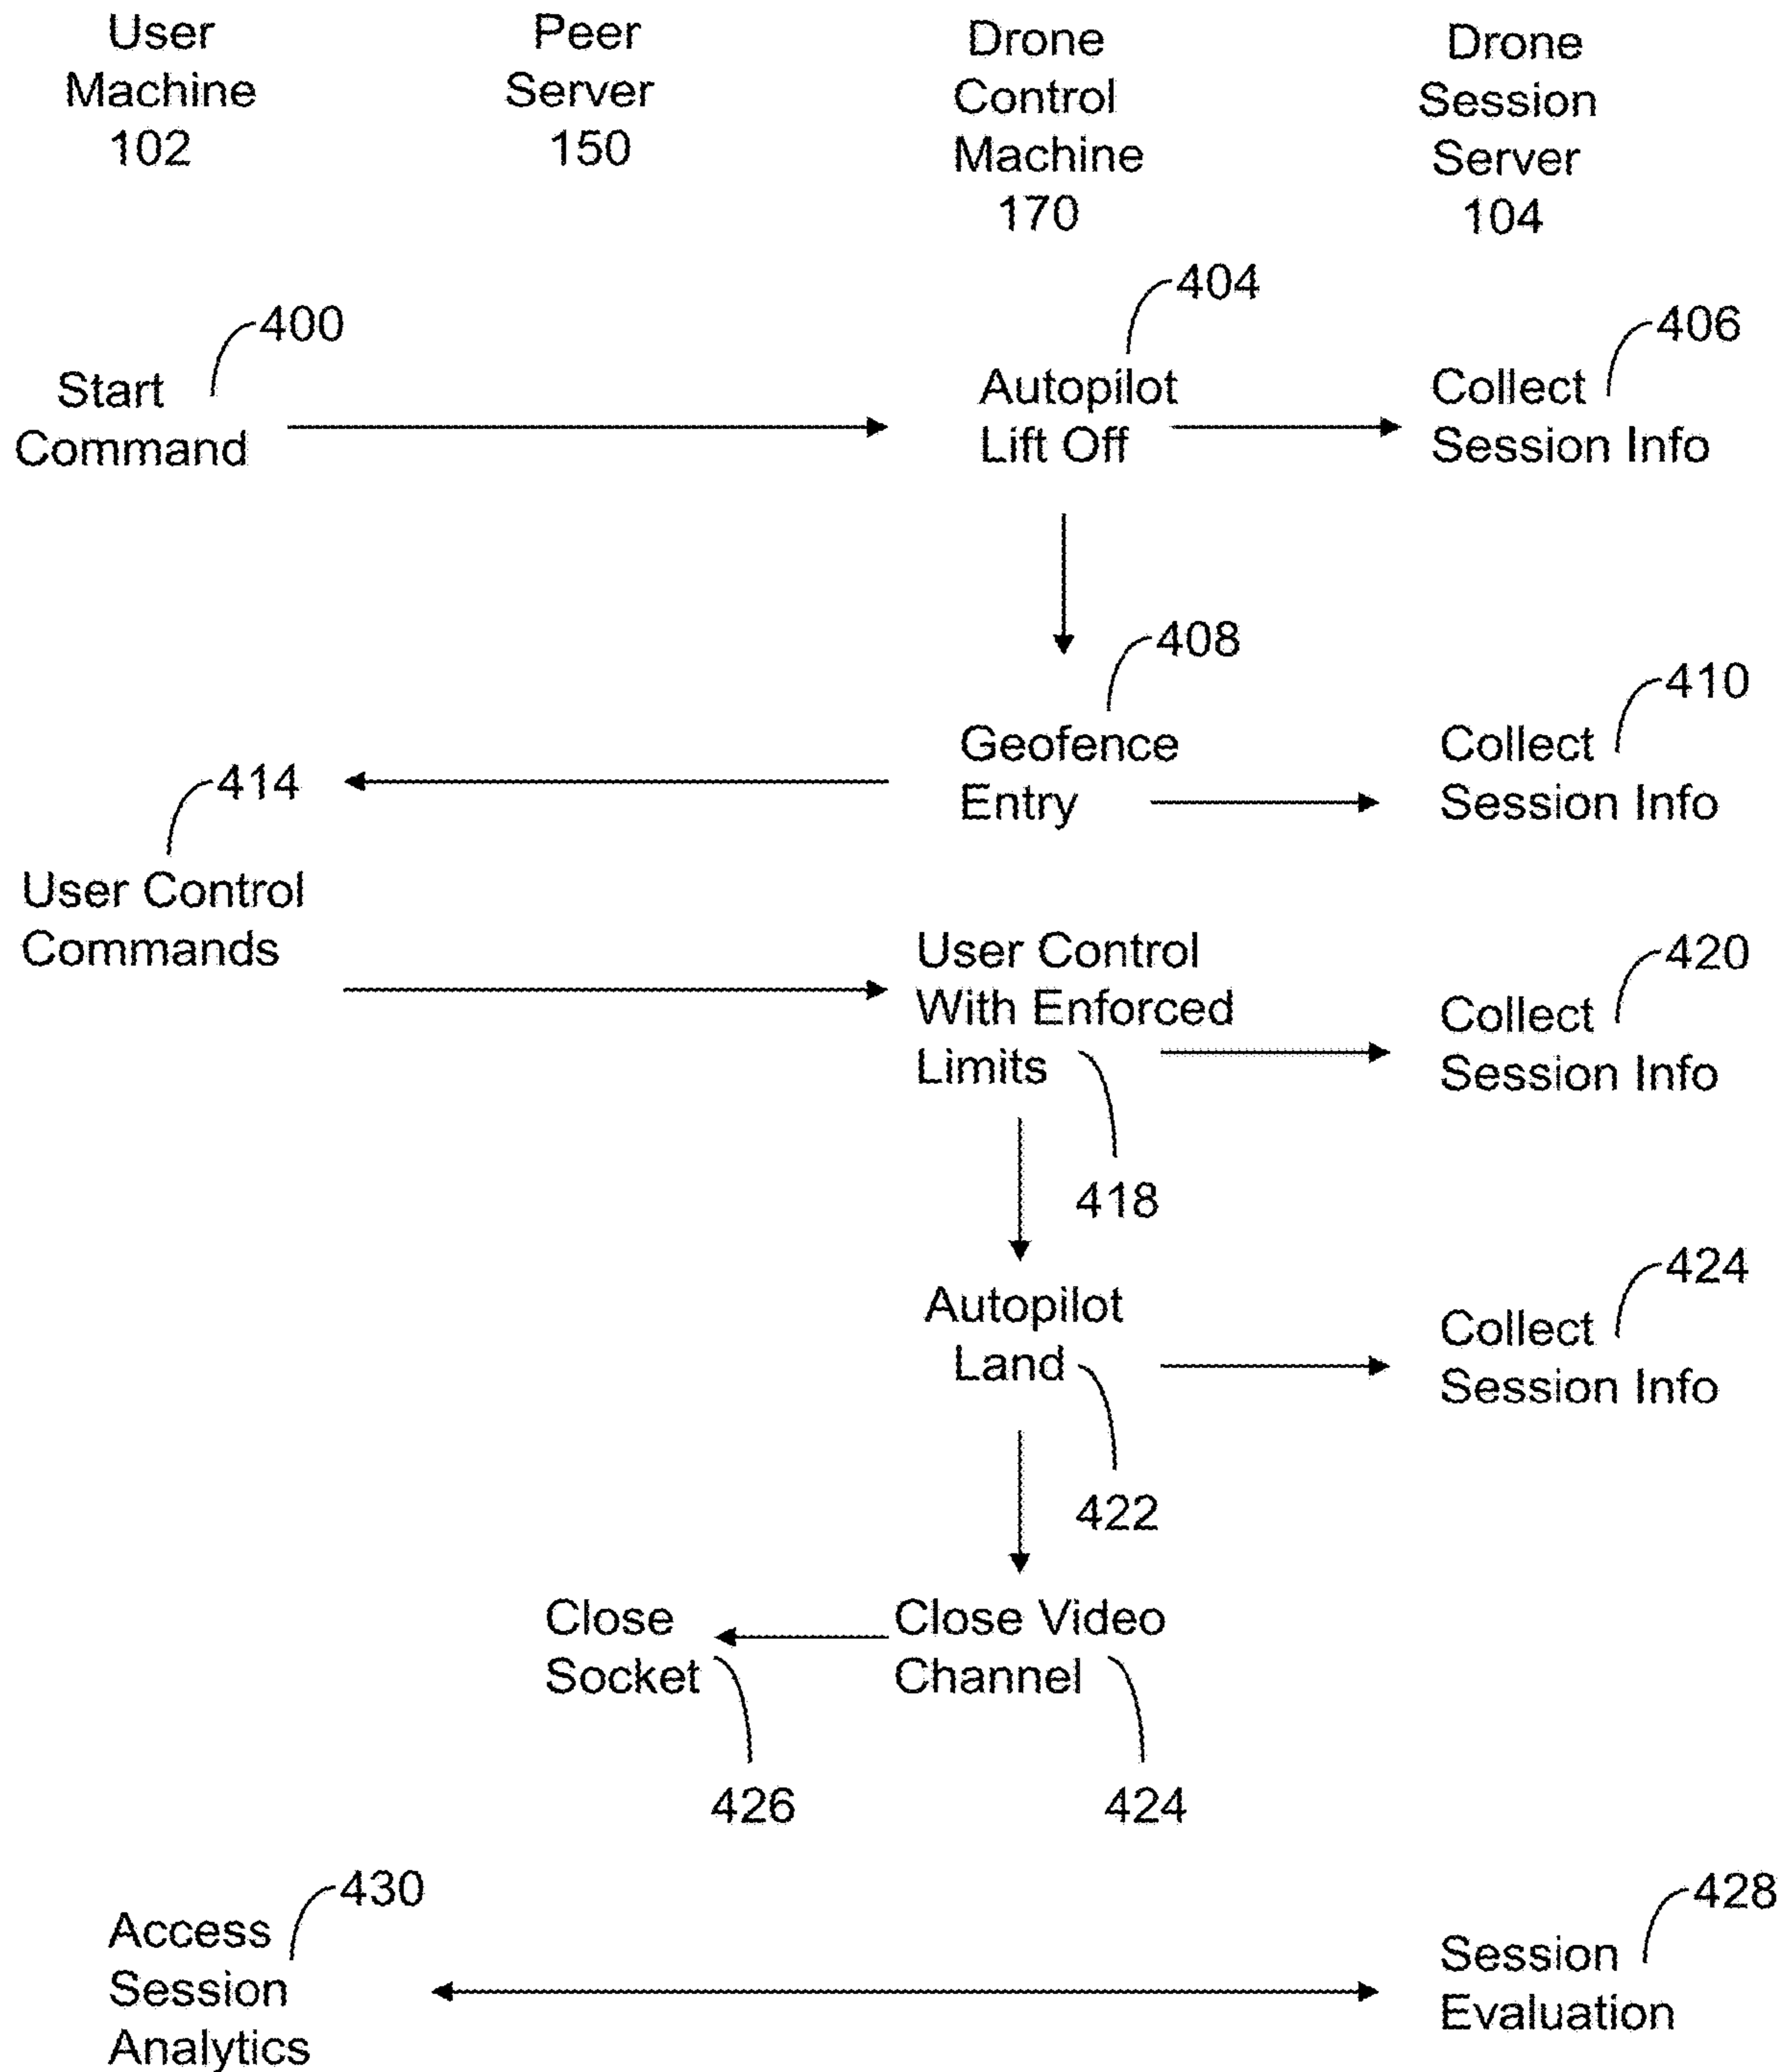 User
Machine
102
Peer
Server
150
Drone
Control
Machine
170
Drone
Session
Server
104
400
Start
Command
404
Autopilot
Lift Off
406
Collect
Session Info
408
Geofence
Entry
410
Collect
Session Info
414
User Control
Commands
User Control
With Enforced
Limits
418
420
Collect
Session Info
Autopilot
Land
422
424
Collect
Session Info
Close
Socket
426
Close Video
Channel
424
430
Access
Session
Analytics
428
Session
Evaluation